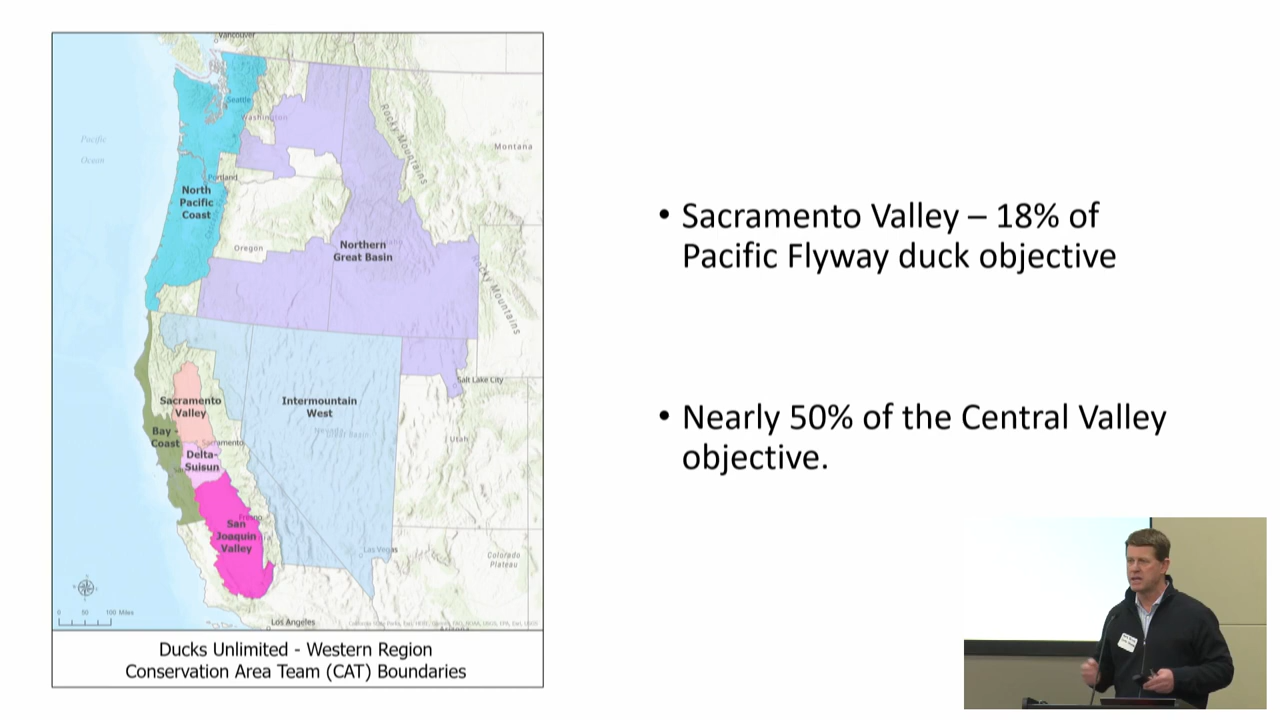 Vancouver
Seattle
Washington
Pacific
Ocean
Rocky Mountains
Montana
Portland
North
Pacific
Coast
Oregon
Northern
Great Basin
Rocky Mountains
Salt Lake City
Sacramento
Valley
Intermountain
West
Nevada
Great Basin
Bay -
Coast
Sacramento
Utah
Delta-
Suisun
San
Joaquin
Valley
Fresno
Las Vegas
Colorado
Plateau
0 50 100 Miles
Los Angeles
Ducks Unlimited - Western Region
Conservation Area Team (CAT) Boundaries
• Sacramento Valley – 18% of
Pacific Flyway duck objective
• Nearly 50% of the Central Valley
objective.